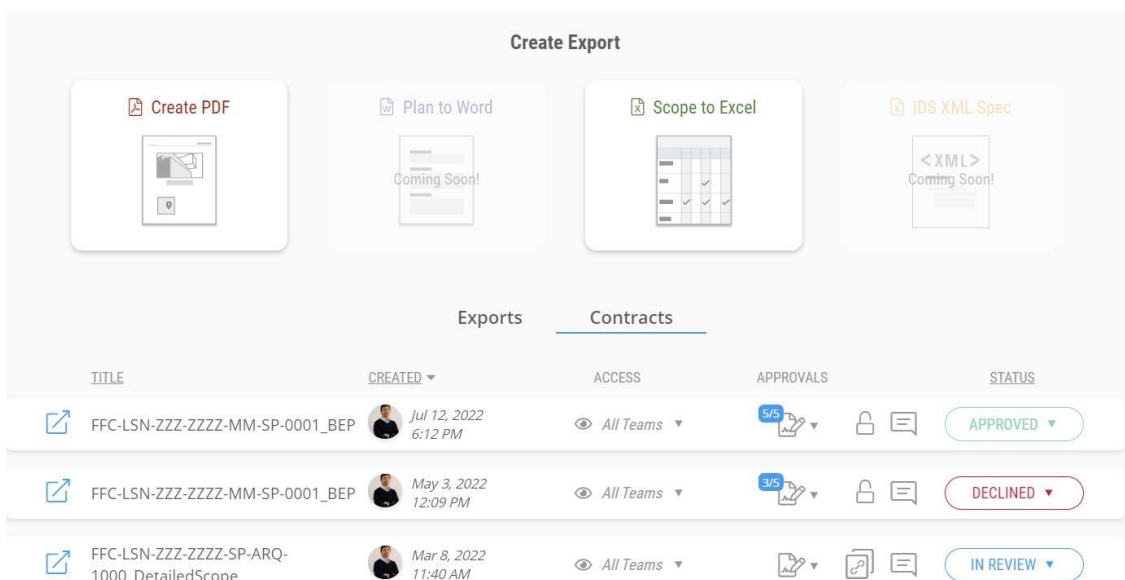 Create Export
Create PDF
Plan to Word
Scope to Excel
IDS XML Spec
Coming Soon!
<XML>
Coming Soon!
Exports
Contracts
TITLE
CREATED
ACCESS
APPROVALS
STATUS
FFC-LSN-ZZZ-ZZZZ-MM-SP-0001_BEP
Jul 12, 2022
6:12 PM
All Teams
5/5
APPROVED
FFC-LSN-ZZZ-ZZZZ-MM-SP-0001_BEP
May 3, 2022
12:09 PM
All Teams
3/5
DECLINED
FFC-LSN-ZZZ-ZZZZ-SP-ARQ-
1000_DetailedScope
Mar 8, 2022
11:40 AM
All Teams
IN REVIEW